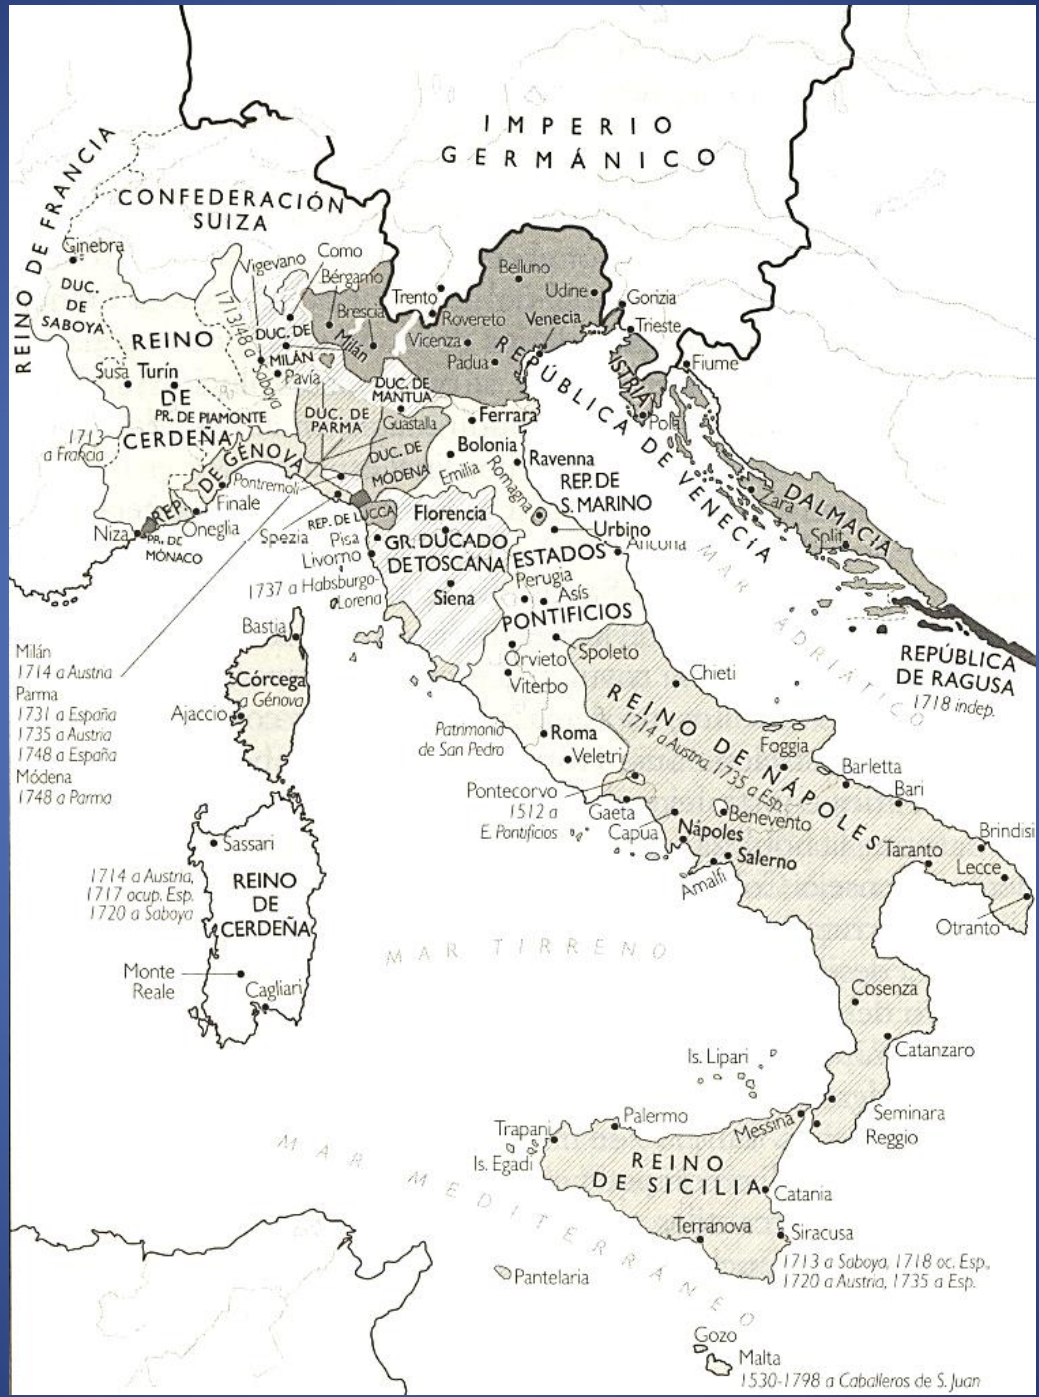 IMPERIO
GERMÁNICO
REINO DE FRANCIA
CONFEDERACIÓN
SUIZA
Ginebra
DUC.
DE
SABOYA
Vigevano
Como
Bérgamo
Brescia
Milán
1713/48 a Saboya
DUC. DE
MILÁN
Pavía
Trento
Rovereto
Belluno
Udine
Gorizia
Trieste
Venecia
Vicenza
Padua
Fiume
ISTRIA
Pola
REPÚBLICA DE VENECIA
REINO
DE
CERDEÑA
Susa
Turín
PR. DE PIAMONTE
1713
a Francia
DUC. DE
MANTUA
DUC. DE
PARMA
Guastalla
DUC. DE
MÓDENA
Ferrara
Bolonia
Emilia
Romagna
Ravenna
REP. DE
S. MARINO
Urbino
Ancona
DALMACIA
Zara
Split
REP. DE GÉNOVA
Pontremoli
Finale
Oneglia
Niza
PR. DE
MÓNACO
Spezia
REP. DE LUCCA
Pisa
Livorno
1737 a Habsburgo-
Lorena
Florencia
GR. DUCADO
DE TOSCANA
Siena
ESTADOS
PONTIFICIOS
Perugia
Asís
Orvieto
Spoleto
Viterbo
MAR ADRIÁTICO
REPÚBLICA
DE RAGUSA
1718 indep.
Milán
1714 a Austria
Parma
1731 a España
1735 a Austria
1748 a España
Módena
1748 a Parma
Bastia
Córcega
a Génova
Ajaccio
Patrimonio
de San Pedro
Roma
Veletri
Chieti
REINO DE NÁPOLES
1714 a Austria, 1735 a Esp.
Foggia
Barletta
Bari
Brindisi
Lecce
Taranto
Otranto
Pontecorvo
1512 a
E. Pontificios
Gaeta
Capua
Benevento
Nápoles
Salerno
Amalfi
Sassari
1714 a Austria,
1717 ocup. Esp.
1720 a Saboya
REINO
DE
CERDEÑA
Monte
Reale
Cagliari
MAR TIRRENO
Cosenza
Catanzaro
Seminara
Reggio
Is. Lipari
Messina
Palermo
Trapani
Is. Egadi
REINO
DE SICILIA
Catania
Terranova
Siracusa
1713 a Saboya, 1718 oc. Esp.,
1720 a Austria, 1735 a Esp.
MAR MEDITERRANEO
Pantelaria
Gozo
Malta
1530-1798 a Caballeros de S. Juan